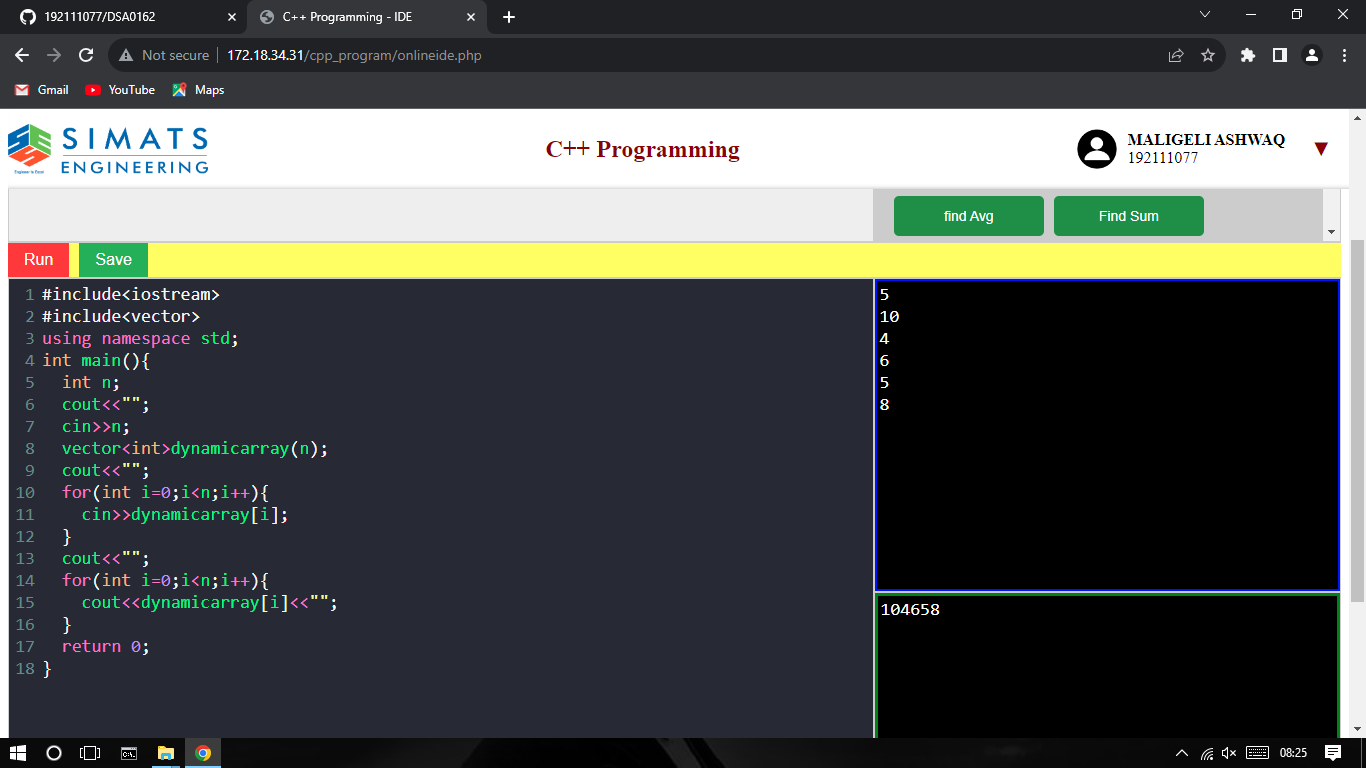 192111077/DSA0162
C++ Programming - IDE
Not secure 172.18.34.31/cpp_program/onlineide.php
Gmail YouTube Maps
SIMATS
ENGINEERING
Engineer to Excel
C++ Programming
MALIGELI ASHWAQ
192111077
find Avg Find Sum
Run Save
1 #include<iostream>
2 #include<vector>
3 using namespace std;
4 int main(){
5 int n;
6 cout<<"";
7 cin>>n;
8 vector<int>dynamicarray(n);
9 cout<<"";
10 for(int i=0;i<n;i++){
11 cin>>dynamicarray[i];
12 }
13 cout<<"";
14 for(int i=0;i<n;i++){
15 cout<<dynamicarray[i]<<"";
16 }
17 return 0;
18 }
5
10
4
6
5
8
104658
08:25